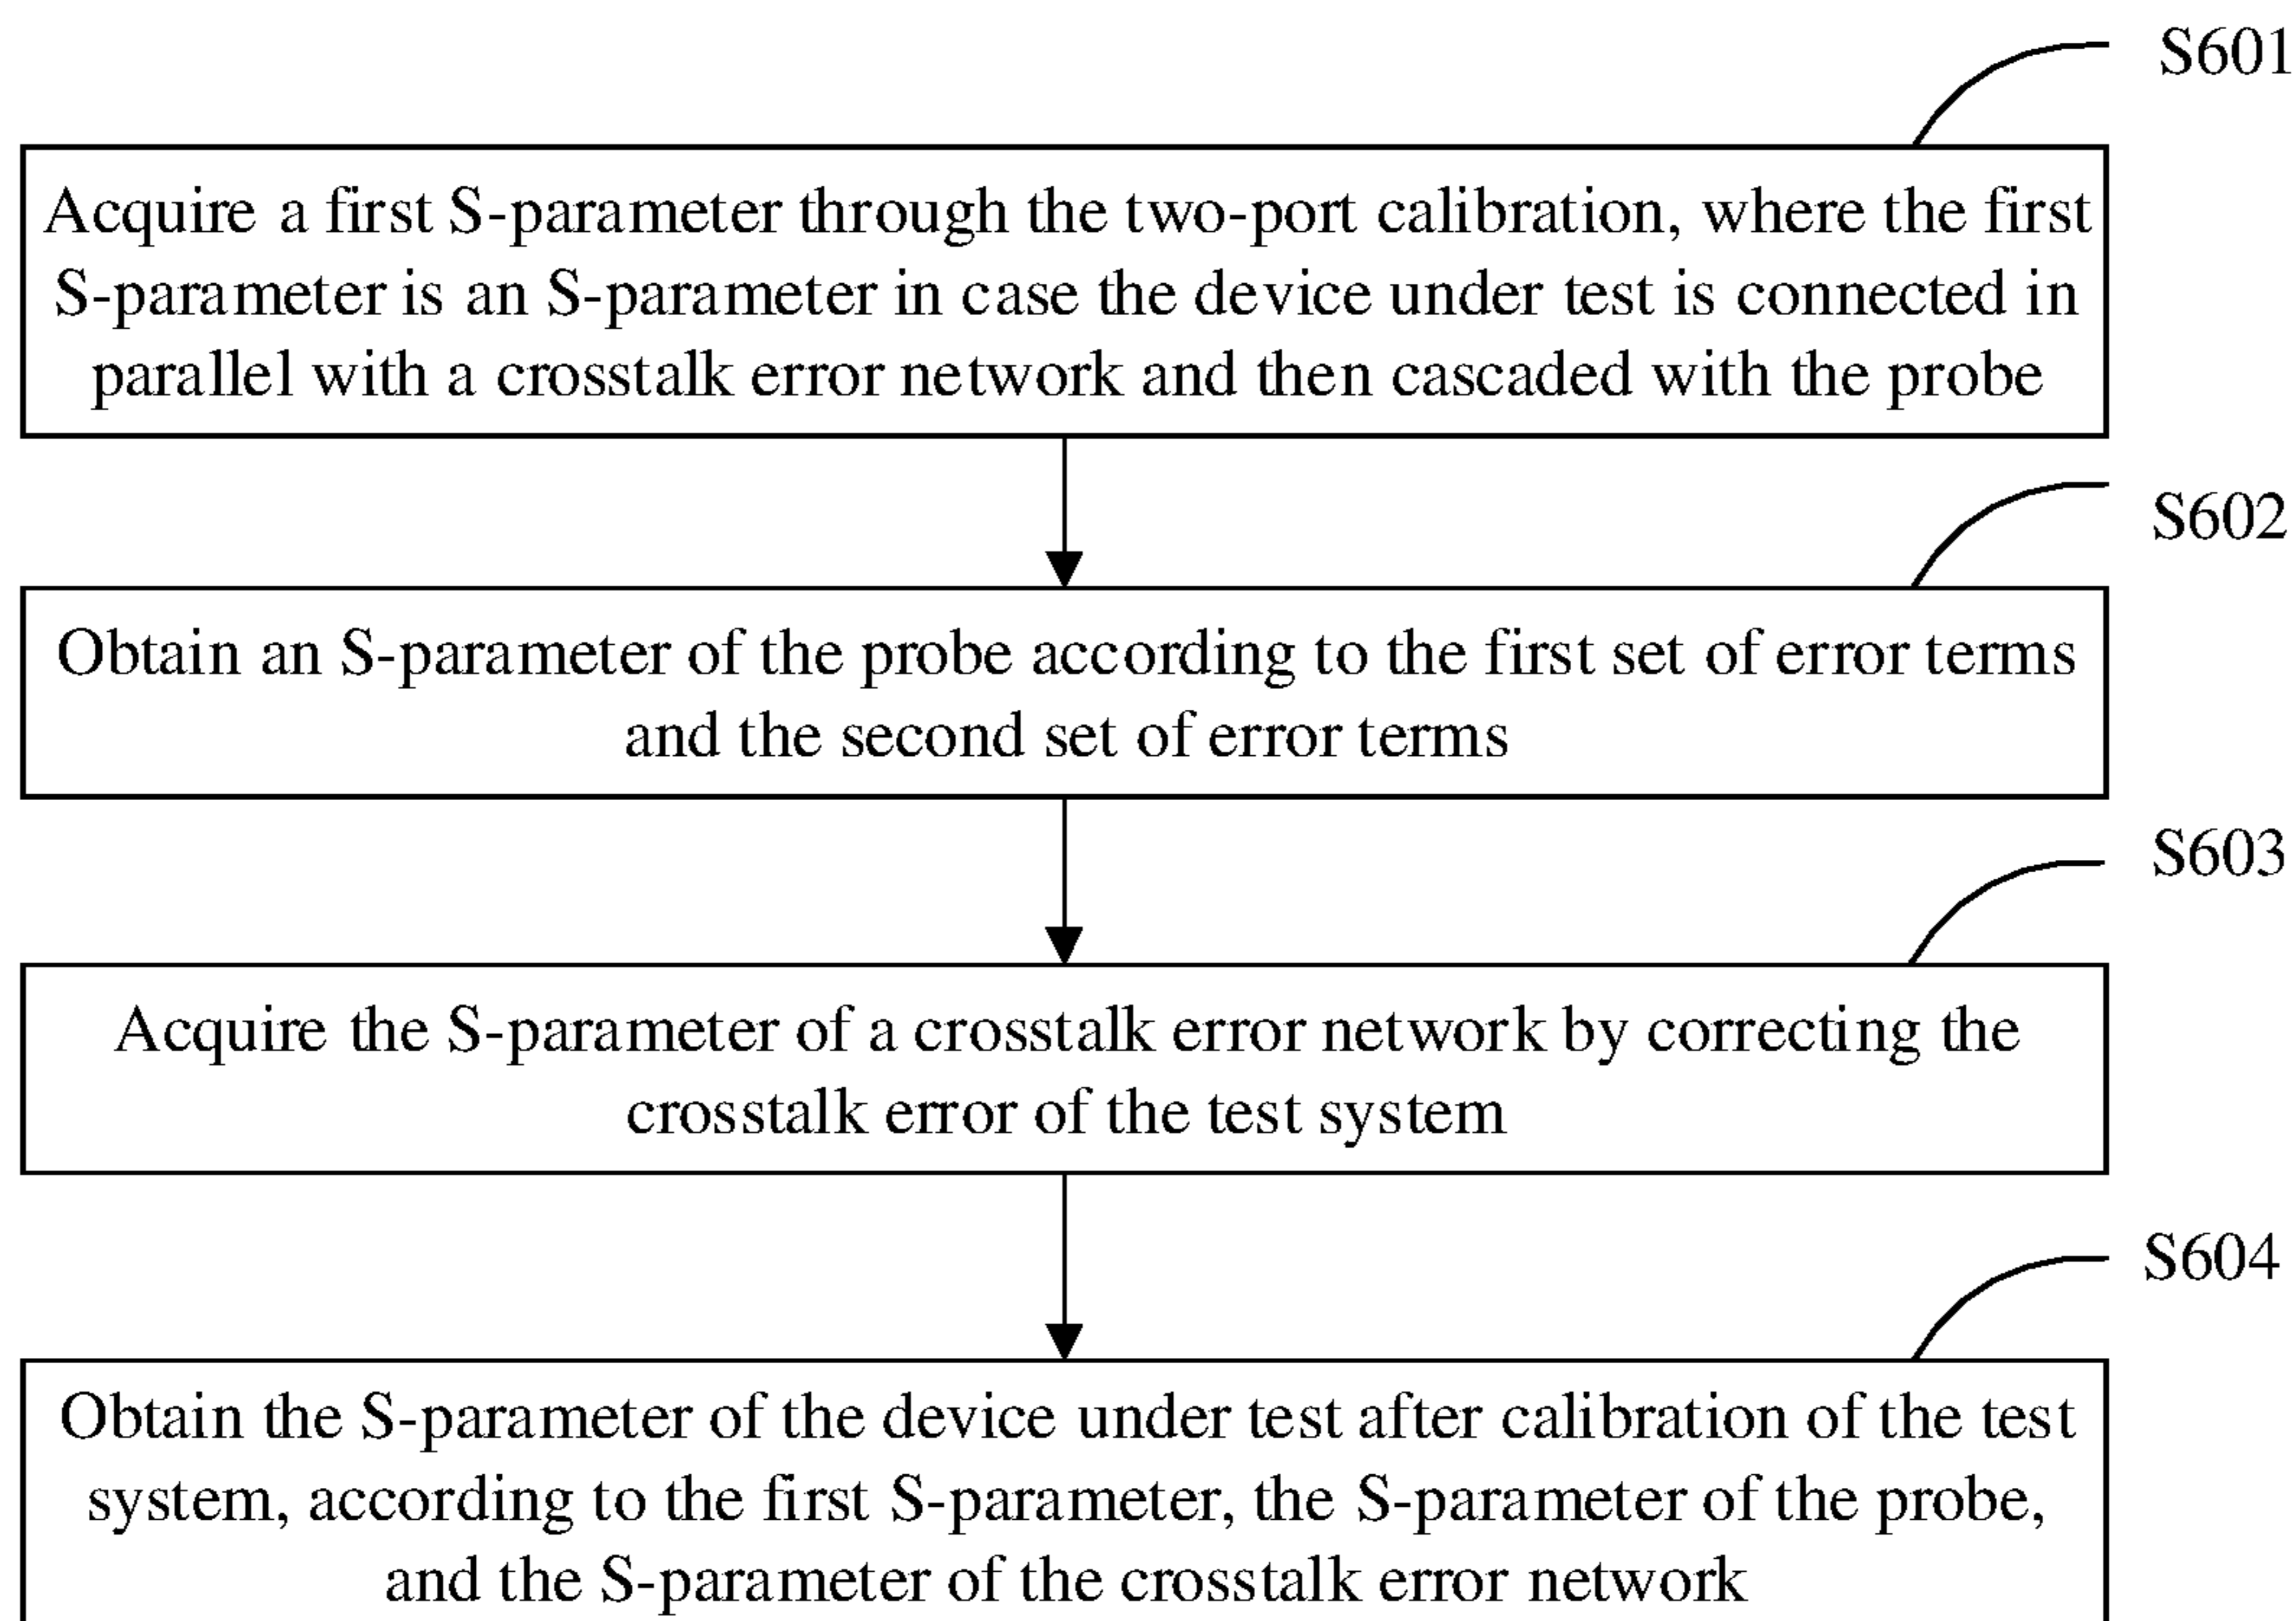 S601
Acquire a first S-parameter through the two-port calibration, where the first
S-parameter is an S-parameter in case the device under test is connected in
parallel with a crosstalk error network and then cascaded with the probe
S602
Obtain an S-parameter of the probe according to the first set of error terms
and the second set of error terms
S603
Acquire the S-parameter of a crosstalk error network by correcting the
crosstalk error of the test system
S604
Obtain the S-parameter of the device under test after calibration of the test
system, according to the first S-parameter, the S-parameter of the probe,
and the S-parameter of the crosstalk error network